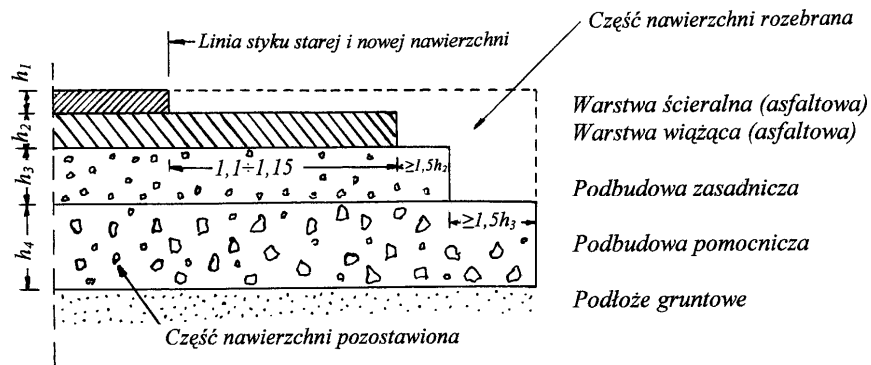 Część nawierzchni rozebrana
Linia styku starej i nowej nawierzchni
h1
Warstwa ścieralna (asfaltowa)
h2
Warstwa wiążąca (asfaltowa)
h3
1,1÷1,15
≥1,5h2
Podbudowa zasadnicza
h4
≥1,5h3
Podbudowa pomocnicza
Podłoże gruntowe
Część nawierzchni pozostawiona